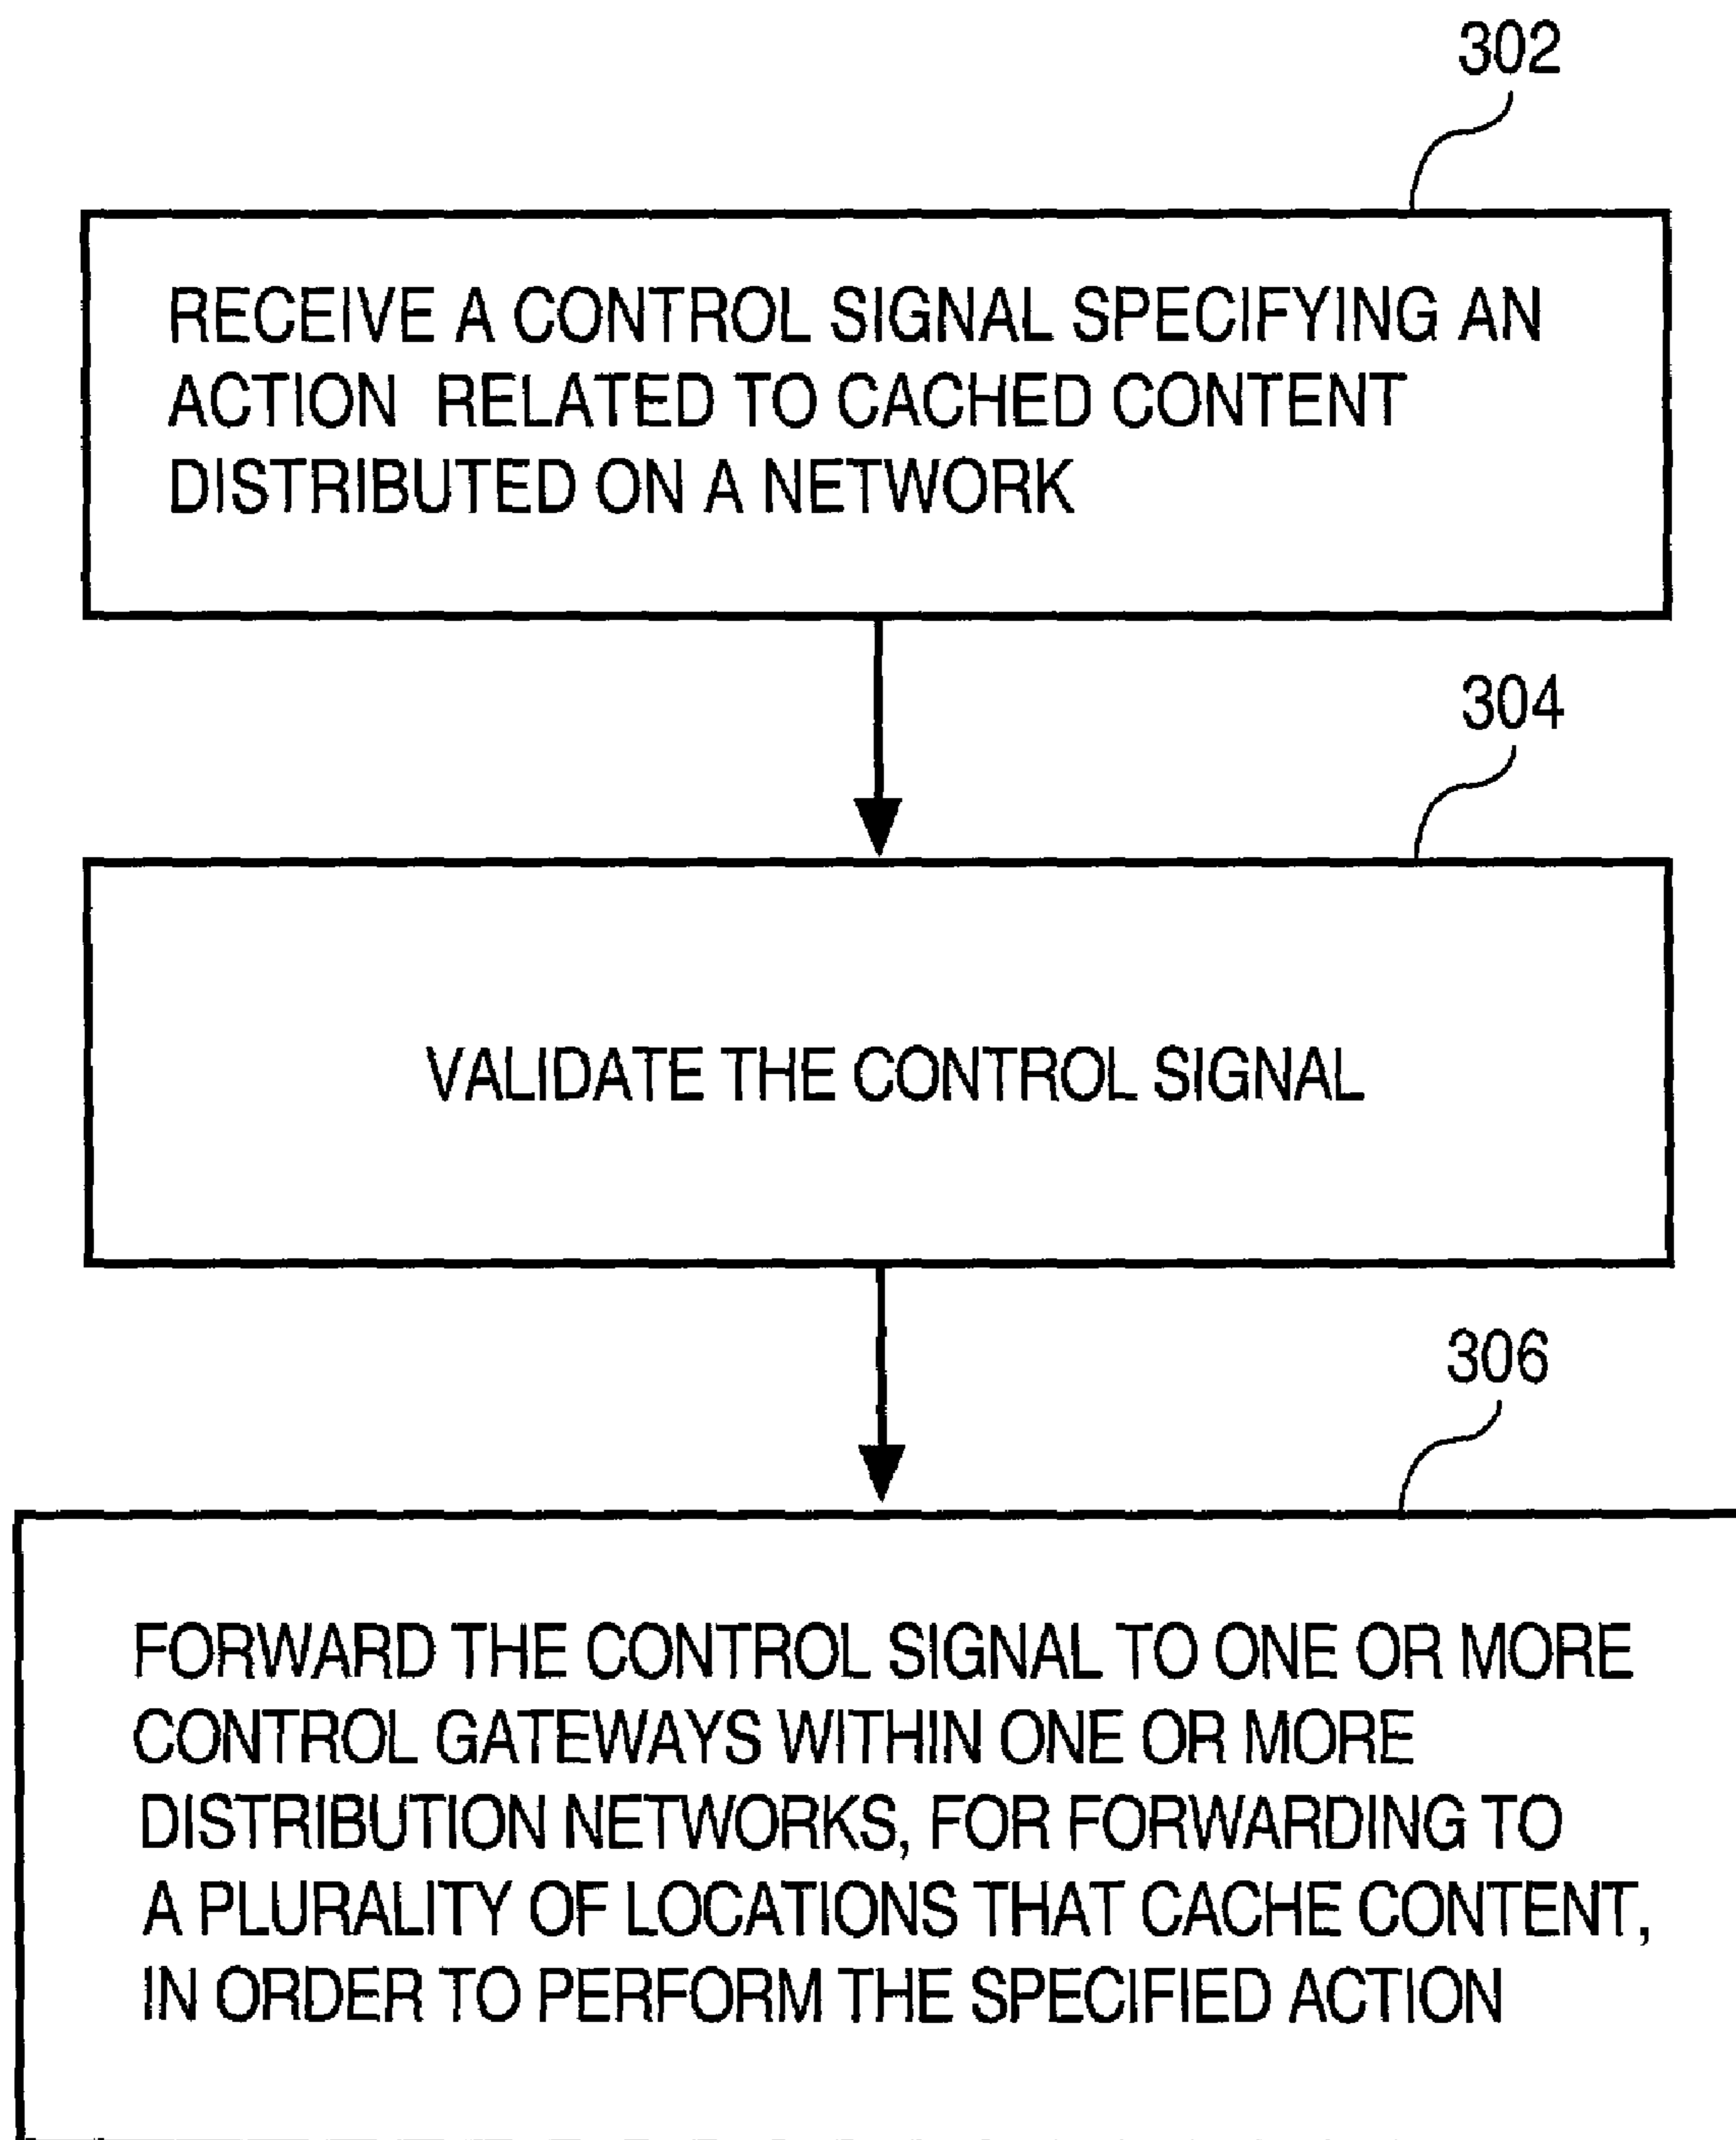 302
RECEIVE A CONTROL SIGNAL SPECIFYING AN
ACTION RELATED TO CACHED CONTENT
DISTRIBUTED ON A NETWORK
304
VALIDATE THE CONTROL SIGNAL
306
FORWARD THE CONTROL SIGNAL TO ONE OR MORE
CONTROL GATEWAYS WITHIN ONE OR MORE
DISTRIBUTION NETWORKS, FOR FORWARDING TO
A PLURALITY OF LOCATIONS THAT CACHE CONTENT,
IN ORDER TO PERFORM THE SPECIFIED ACTION